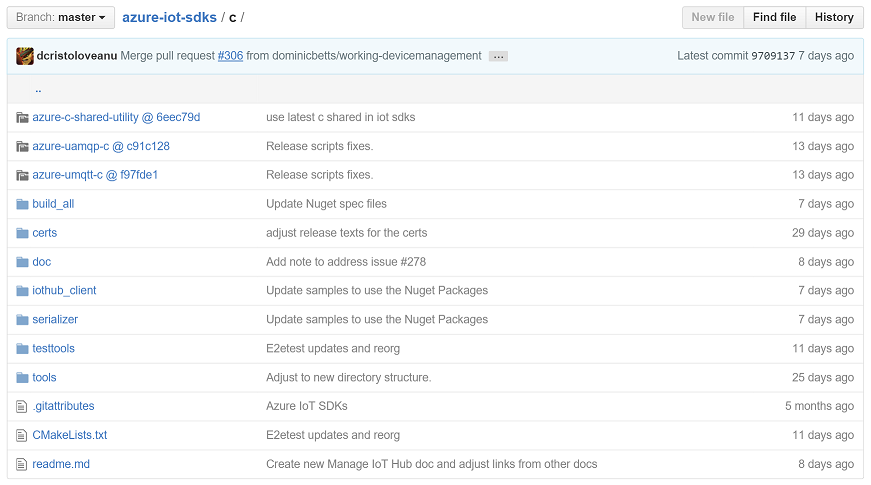 Branch: master azure-iot-sdks / c / New file Find file History
dcristoloveanu Merge pull request #306 from dominicbetts/working-devicemanagement ... Latest commit 9709137 7 days ago
..
azure-c-shared-utility @ 6eec79d use latest c shared in iot sdks 11 days ago
azure-uamqp-c @ c91c128 Release scripts fixes. 13 days ago
azure-umqtt-c @ f97fde1 Release scripts fixes. 13 days ago
build_all Update Nuget spec files 7 days ago
certs adjust release texts for the certs 29 days ago
doc Add note to address issue #278 8 days ago
iothub_client Update samples to use the Nuget Packages 7 days ago
serializer Update samples to use the Nuget Packages 7 days ago
testtools E2etest updates and reorg 11 days ago
tools Adjust to new directory structure. 25 days ago
.gitattributes Azure IoT SDKs 5 months ago
CMakeLists.txt E2etest updates and reorg 11 days ago
readme.md Create new Manage IoT Hub doc and adjust links from other docs 8 days ago